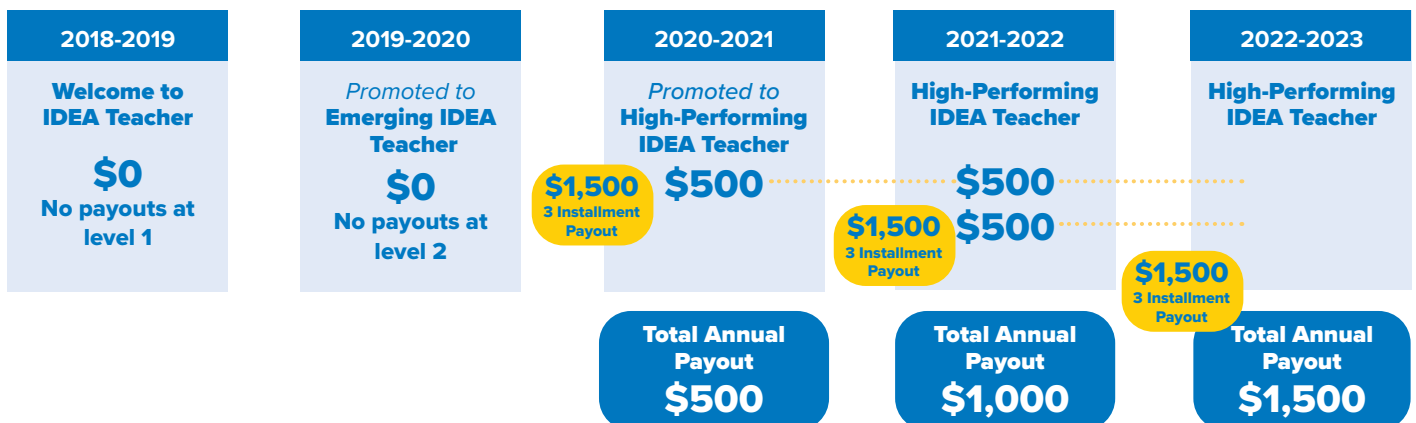 2018-2019
Welcome to
IDEA Teacher
$0
No payouts at
level 1
2019-2020
Promoted to
Emerging IDEA
Teacher
$0
No payouts at
level 2
2020-2021
Promoted to
High-Performing
IDEA Teacher
$1,500
3 Installment
Payout
$500
Total Annual
Payout
$500
2021-2022
High-Performing
IDEA Teacher
$500
$1,500
3 Installment
Payout
$500
Total Annual
Payout
$1,000
2022-2023
High-Performing
IDEA Teacher
$1,500
3 Installment
Payout
Total Annual
Payout
$1,500